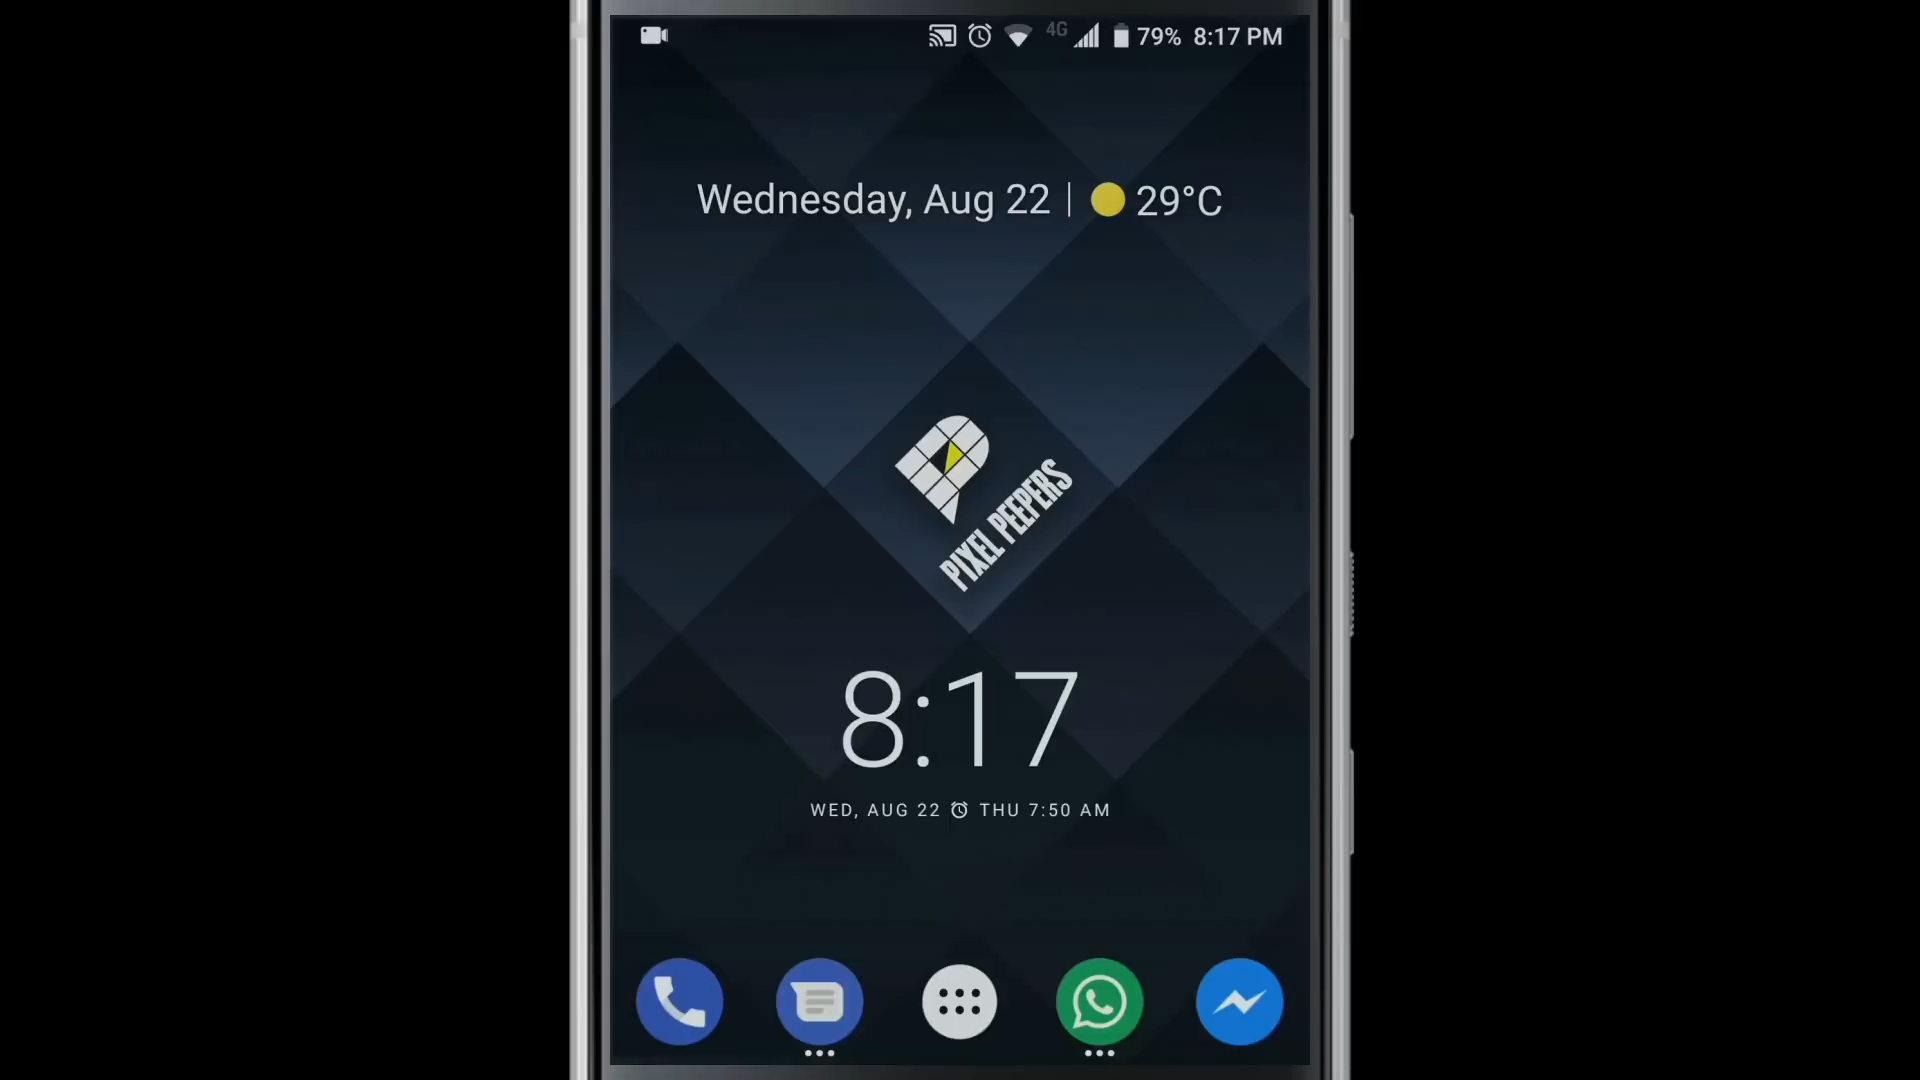 4G 79% 8:17 PM
Wednesday, Aug 22 | 29°C
PIXEL PEEPERS
8:17
WED, AUG 22 THU 7:50 AM